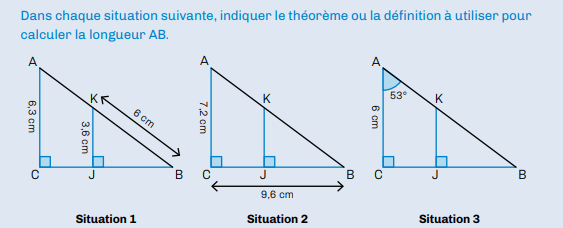 Dans chaque situation suivante, indiquer le théorème ou la définition à utiliser pour
calculer la longueur AB.
A
6,3 cm
K
3,6 cm
6 cm
C
J
B
Situation 1
A
7,2 cm
K
C
J
B
9,6 cm
Situation 2
A
53°
6 cm
K
C
J
B
Situation 3